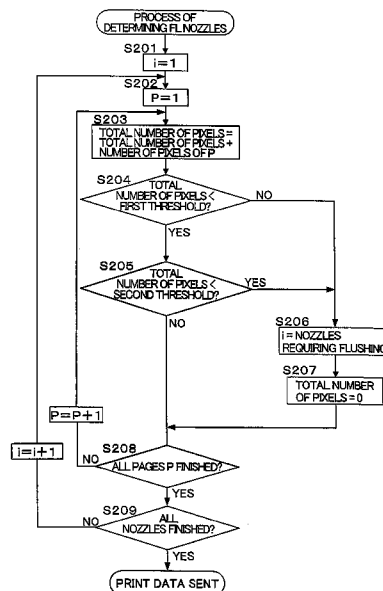 PROCESS OF
DETERMINING FL NOZZLES
S201
i=1
S202
P=1
S203
TOTAL NUMBER OF PIXELS=
TOTAL NUMBER OF PIXELS+
NUMBER OF PIXELS OF P
S204
TOTAL
NUMBER OF PIXELS<
FIRST THRESHOLD?
NO
YES
S205
TOTAL
NUMBER OF PIXELS<
SECOND THRESHOLD?
YES
NO
S206
i=NOZZLES
REQUIRING FLUSHING
S207
TOTAL NUMBER
OF PIXELS=0
P=P+1
i=i+1
S208
NO
ALL PAGES P FINISHED?
YES
S209
NO
ALL
NOZZLES FINISHED?
YES
PRINT DATA SENT